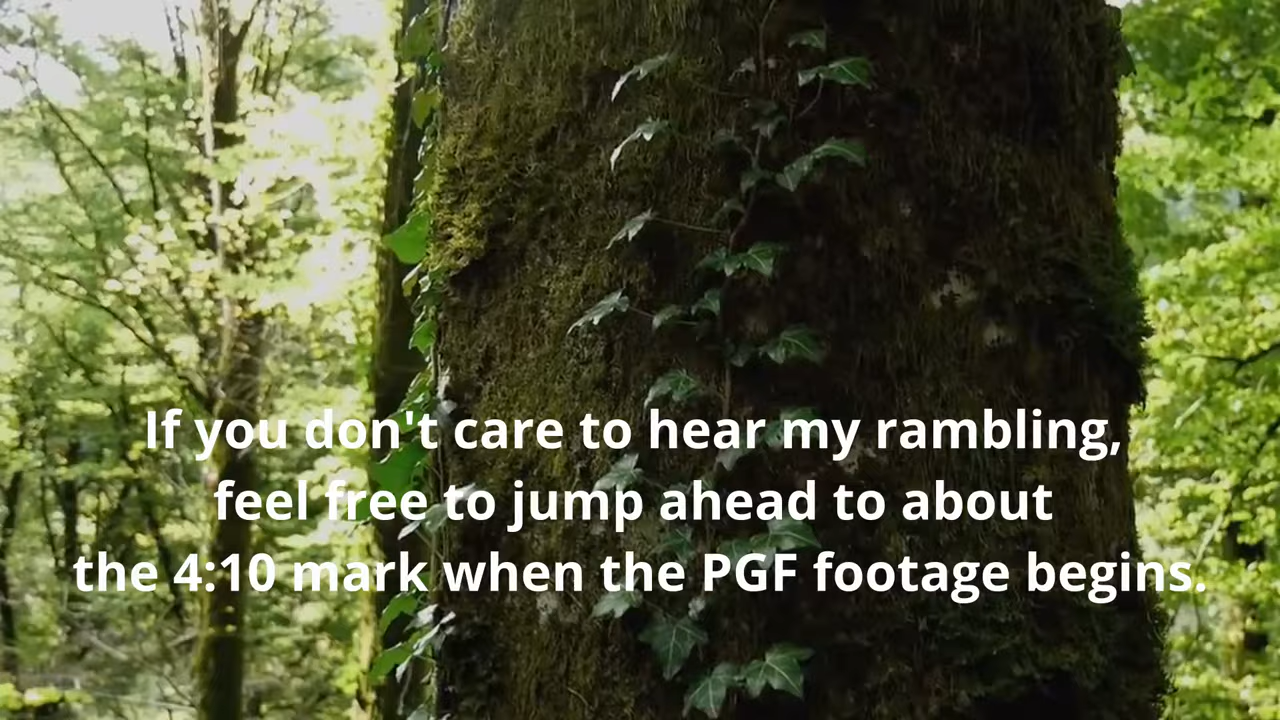 If you don't care to hear my rambling,
feel free to jump ahead to about
the 4:10 mark when the PGF footage begins.